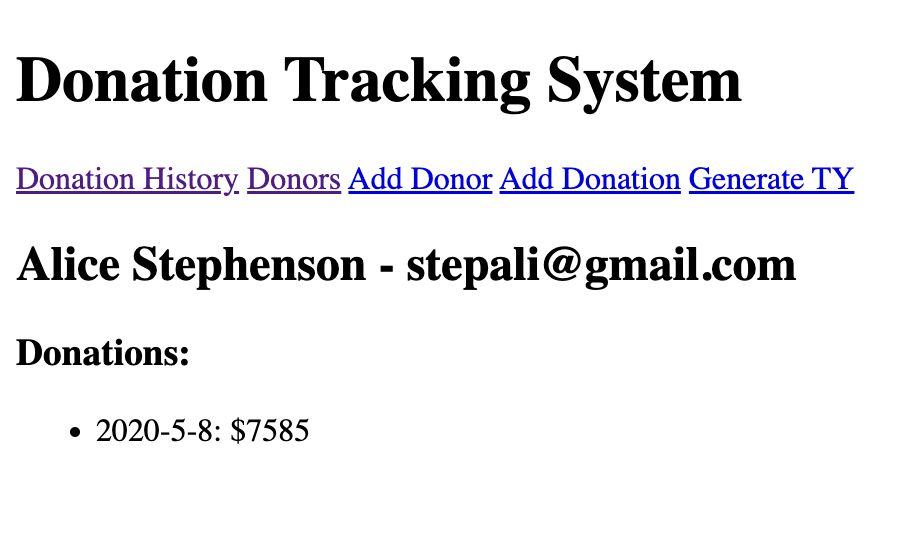 Donation Tracking System
Donation History Donors Add Donor Add Donation Generate TY
Alice Stephenson - stepali@gmail.com
Donations:
• 2020-5-8: $7585